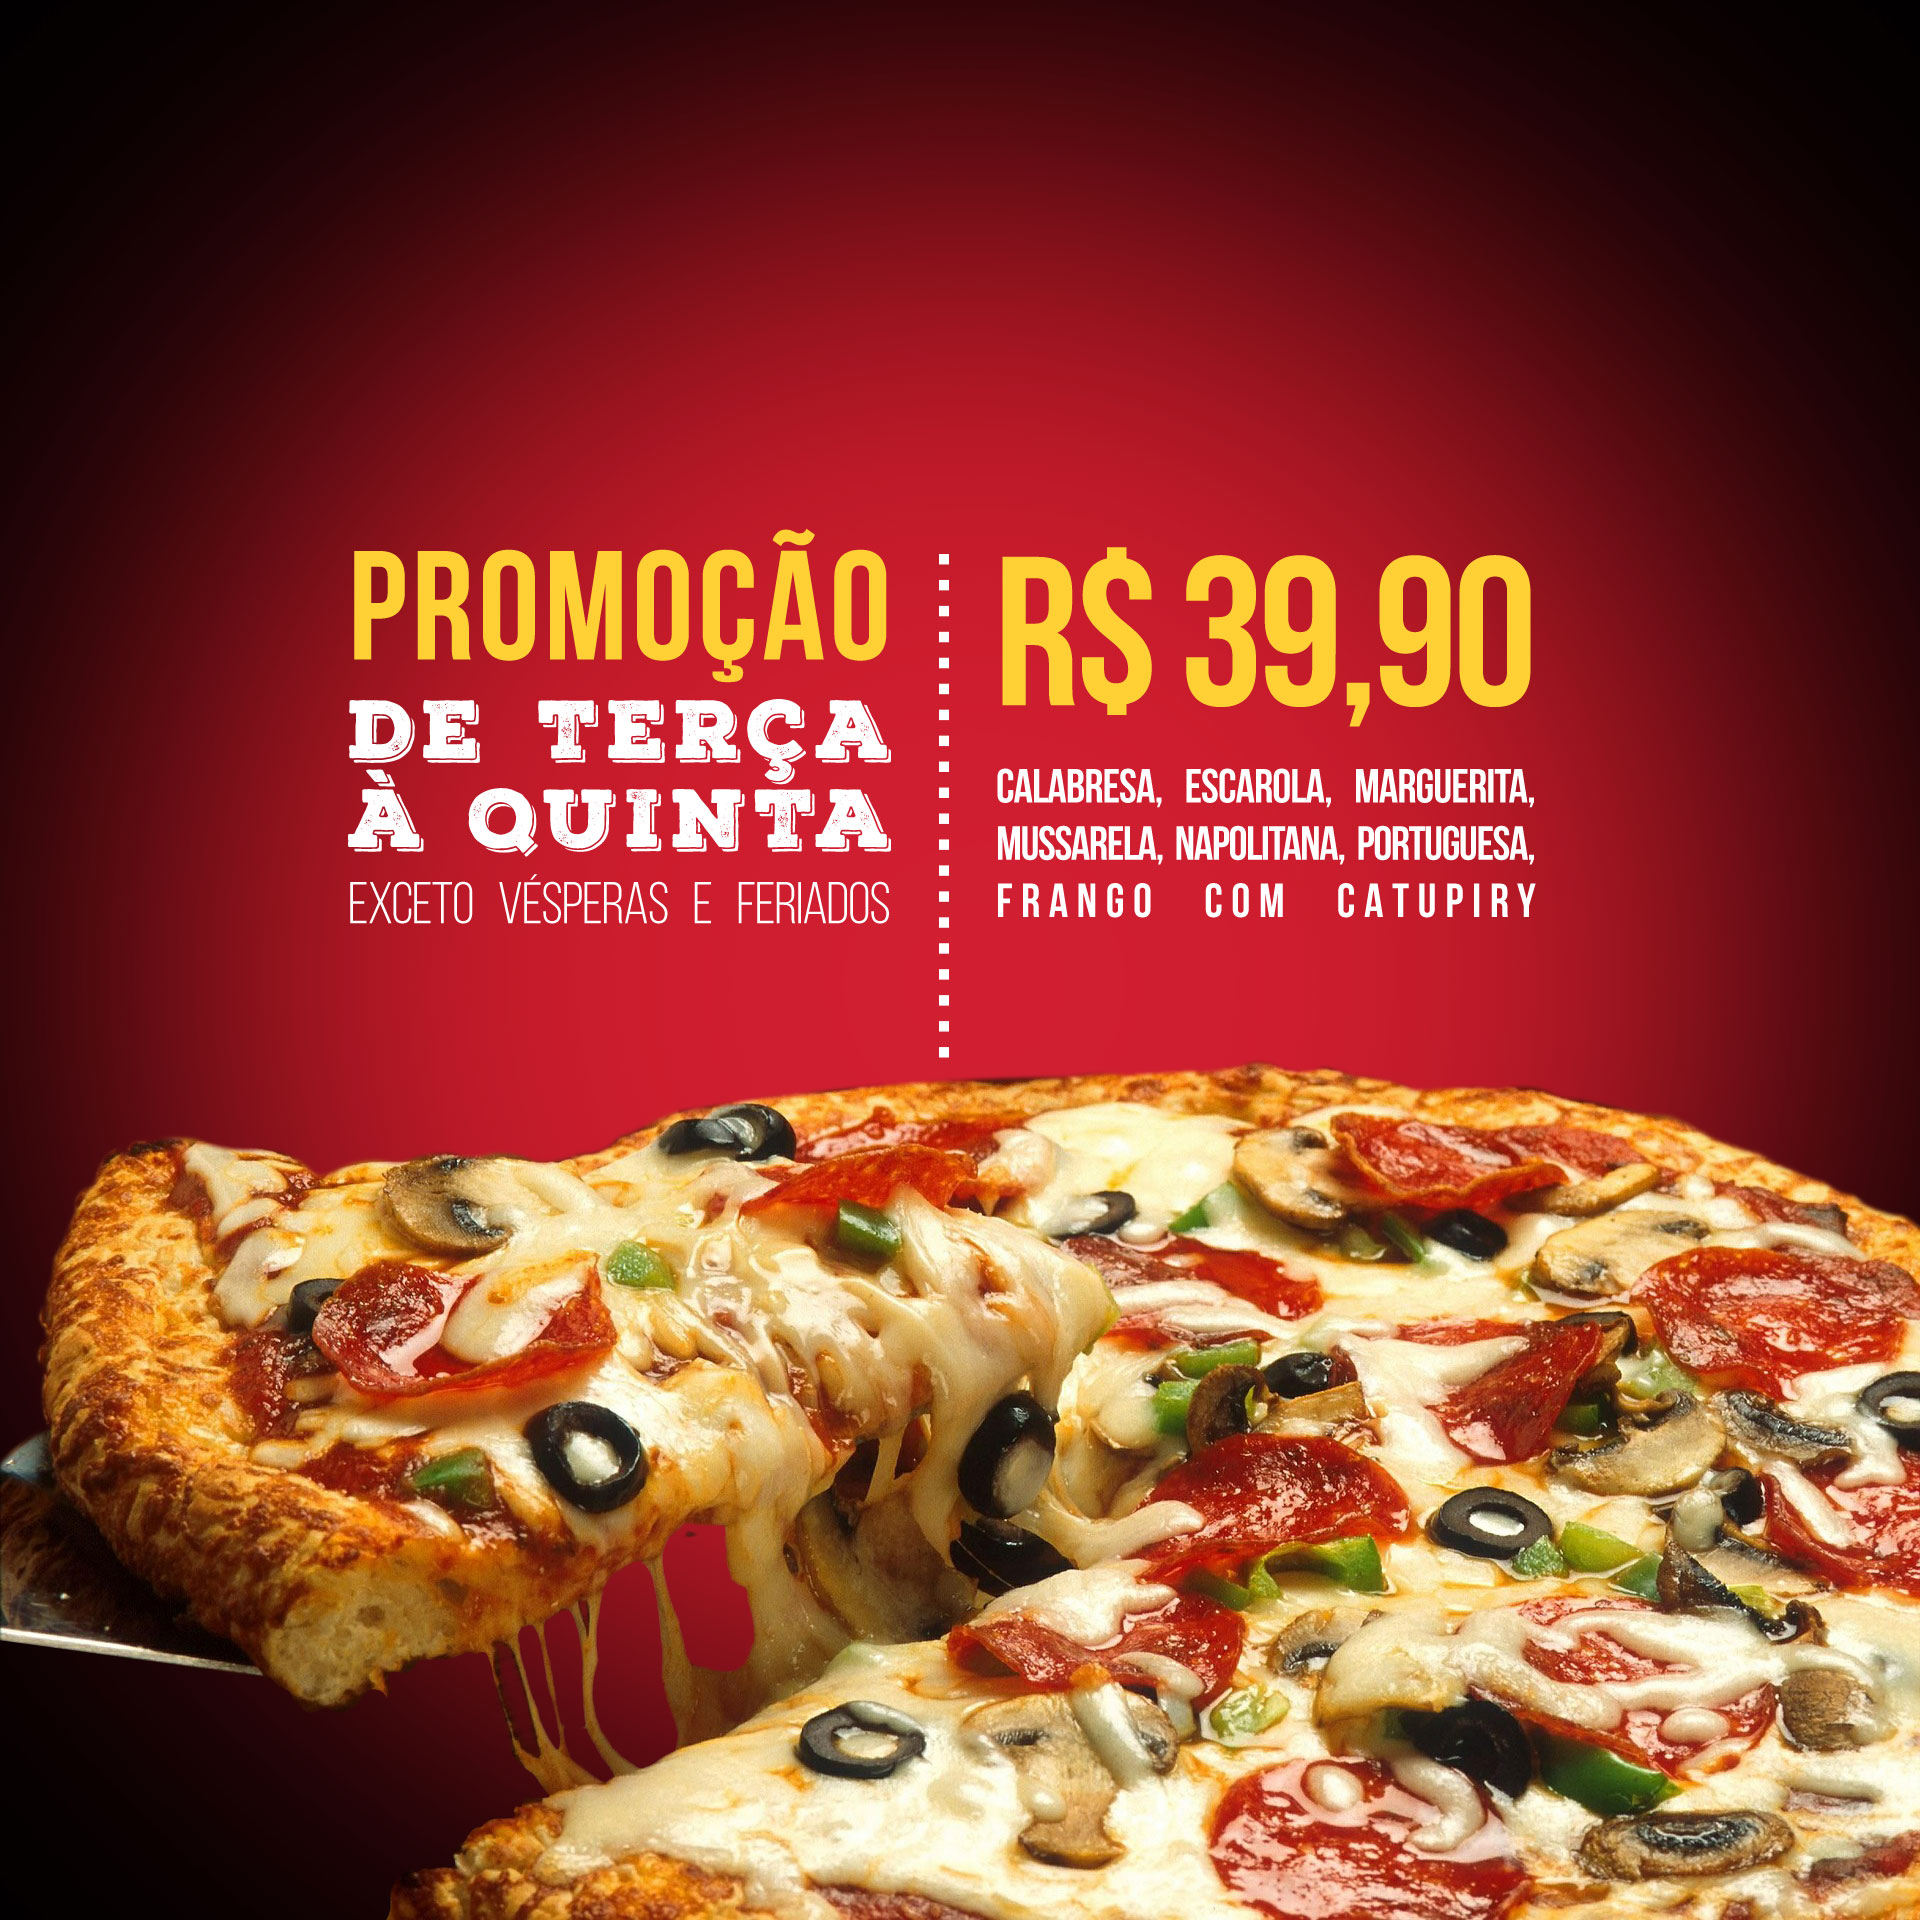 PROMOÇÃO
DE TERÇA
À QUINTA
EXCETO VÉSPERAS E FERIADOS
R$ 39,90
CALABRESA, ESCAROLA, MARGUERITA,
MUSSARELA, NAPOLITANA, PORTUGUESA,
FRANGO COM CATUPIRY